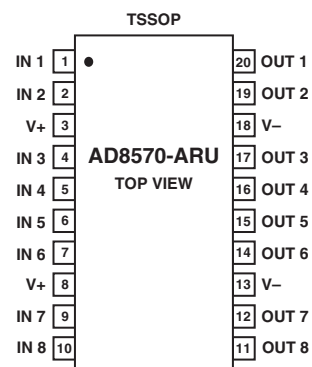 TSSOP
IN 1 1 20 OUT 1
IN 2 2 19 OUT 2
V+ 3 18 V–
IN 3 4 AD8570-ARU 17 OUT 3
IN 4 5 TOP VIEW 16 OUT 4
IN 5 6 15 OUT 5
IN 6 7 14 OUT 6
V+ 8 13 V–
IN 7 9 12 OUT 7
IN 8 10 11 OUT 8